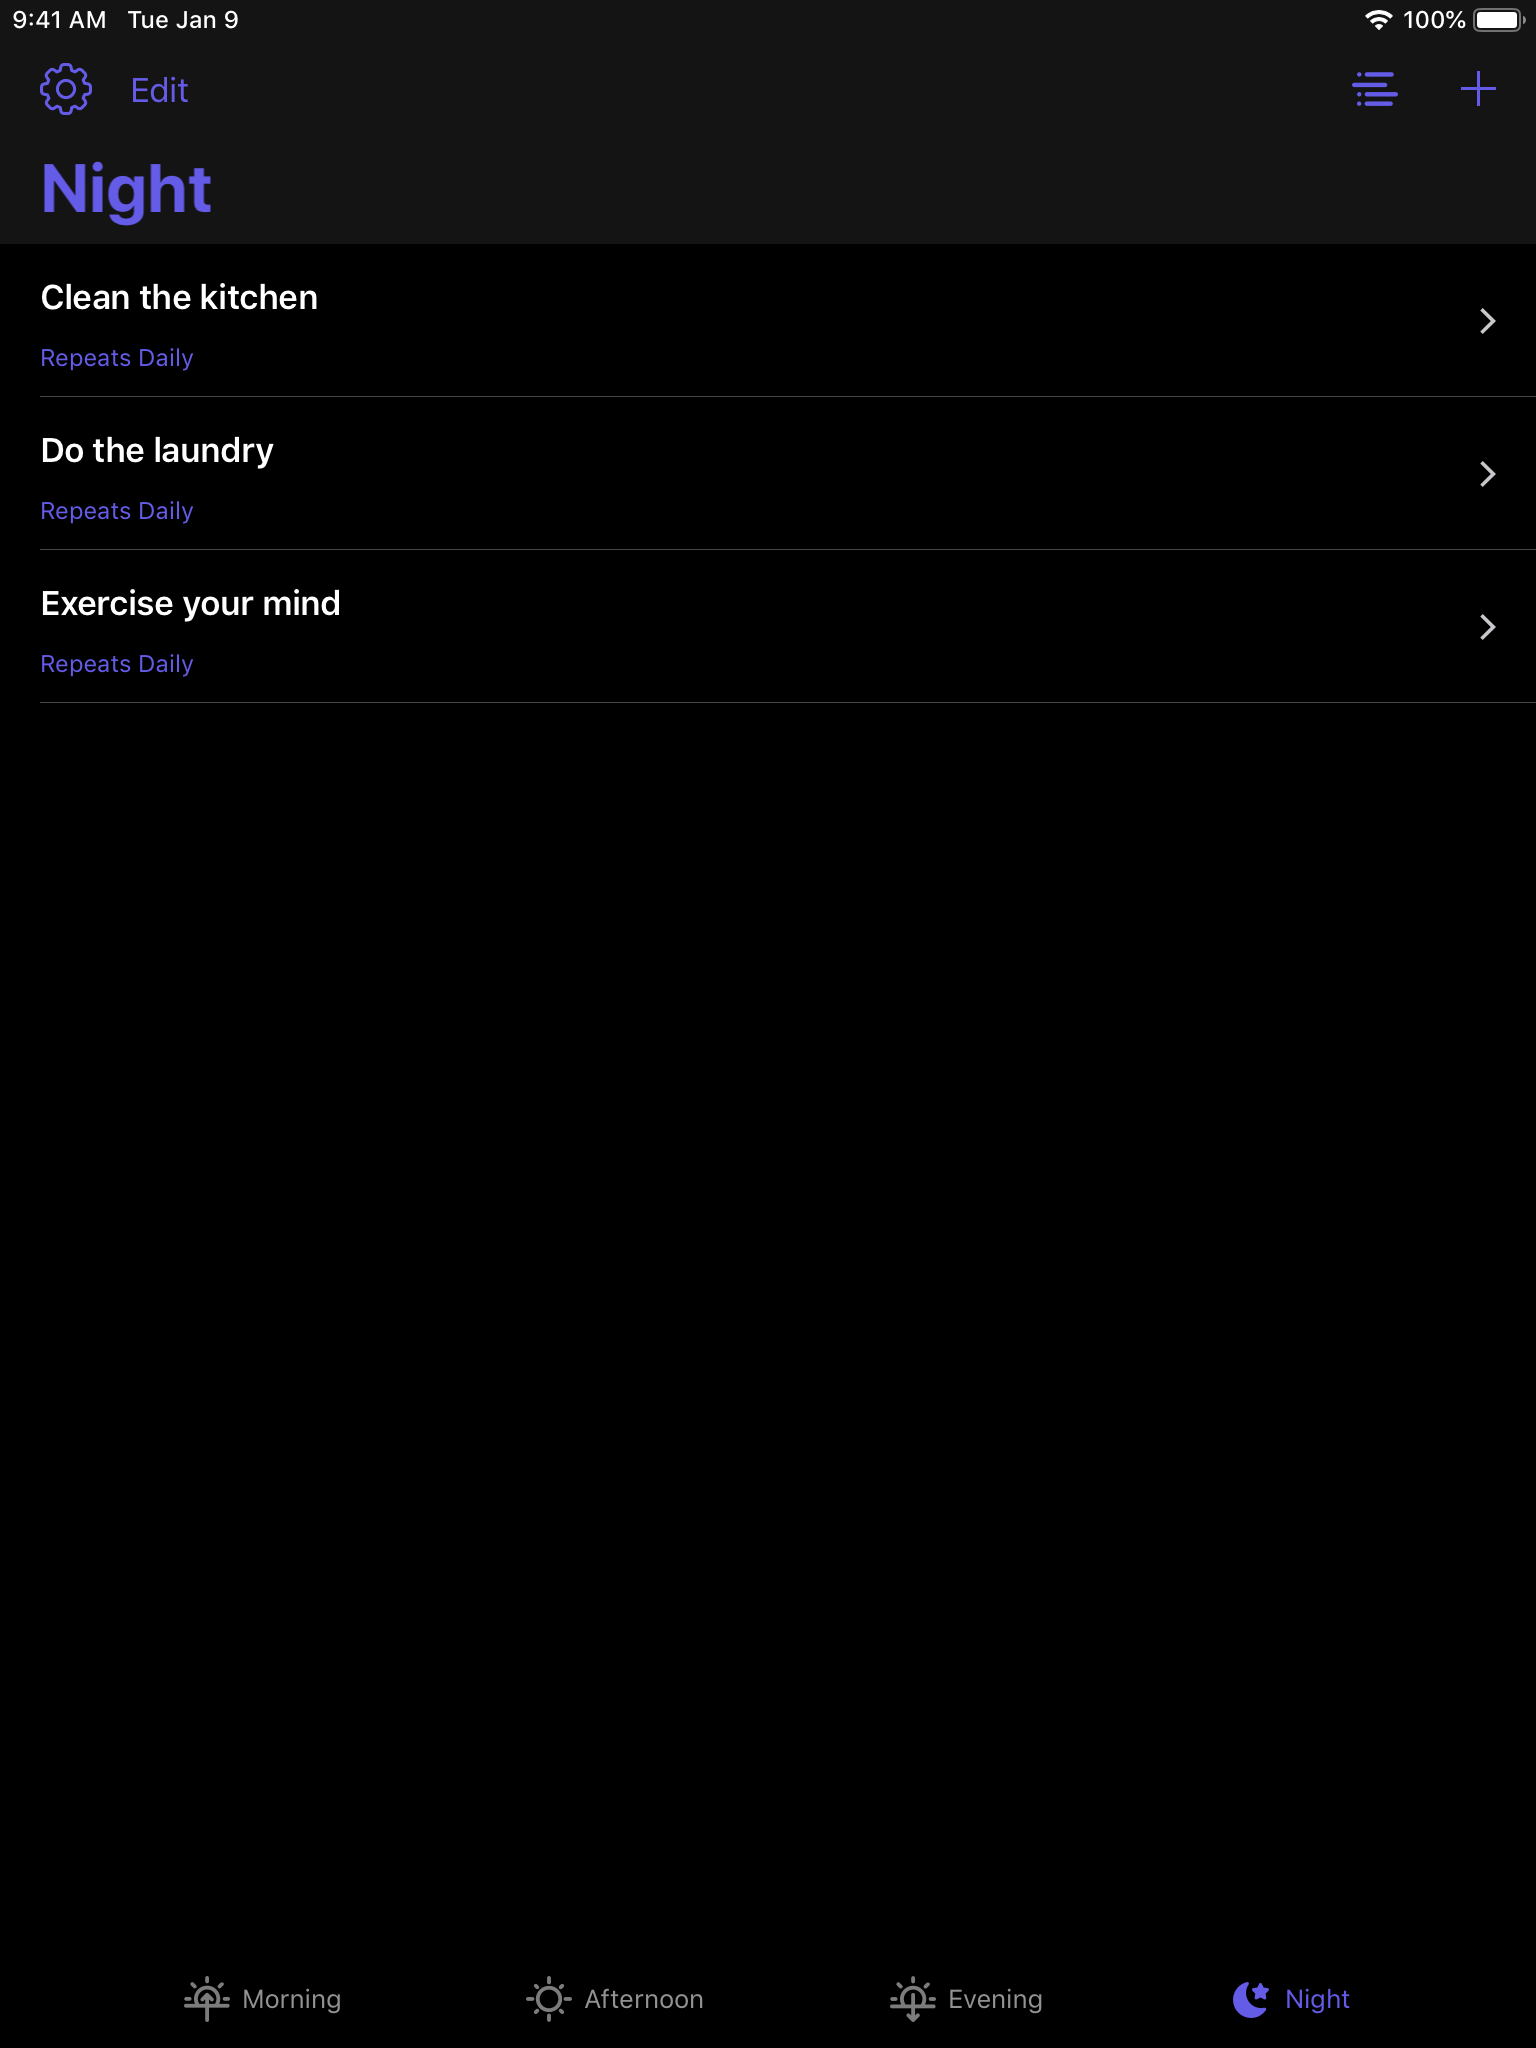 9:41 AM Tue Jan 9 100%
Edit
Night
Clean the kitchen
Repeats Daily
Do the laundry
Repeats Daily
Exercise your mind
Repeats Daily
Morning Afternoon Evening Night